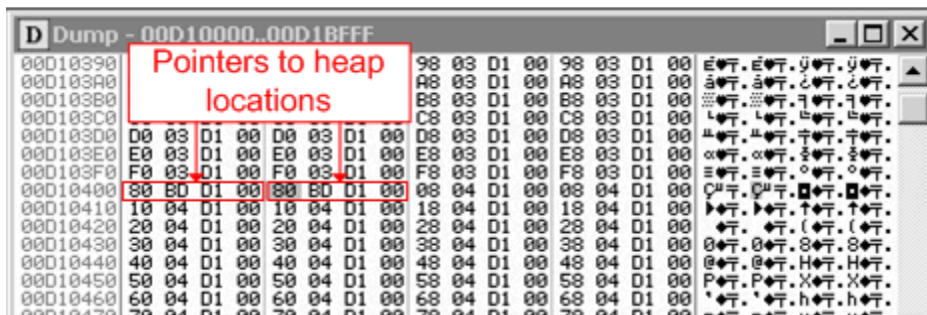 D Dump - 00D10000..00D1BFFF
Pointers to heap
locations
00D10390 98 03 D1 00 98 03 D1 00
00D103A0 A8 03 D1 00 A8 03 D1 00
00D103B0 B8 03 D1 00 B8 03 D1 00
00D103C0 C8 03 D1 00 C8 03 D1 00
00D103D0 D0 03 D1 00 D0 03 D1 00 D8 03 D1 00 D8 03 D1 00
00D103E0 E0 03 D1 00 E0 03 D1 00 E8 03 D1 00 E8 03 D1 00
00D103F0 F0 03 D1 00 F0 03 D1 00 F8 03 D1 00 F8 03 D1 00
00D10400 80 BD D1 00 80 BD D1 00 08 04 D1 00 08 04 D1 00
00D10410 10 04 D1 00 10 04 D1 00 18 04 D1 00 18 04 D1 00
00D10420 20 04 D1 00 20 04 D1 00 28 04 D1 00 28 04 D1 00
00D10430 30 04 D1 00 30 04 D1 00 38 04 D1 00 38 04 D1 00
00D10440 40 04 D1 00 40 04 D1 00 48 04 D1 00 48 04 D1 00
00D10450 50 04 D1 00 50 04 D1 00 58 04 D1 00 58 04 D1 00
00D10460 60 04 D1 00 60 04 D1 00 68 04 D1 00 68 04 D1 00